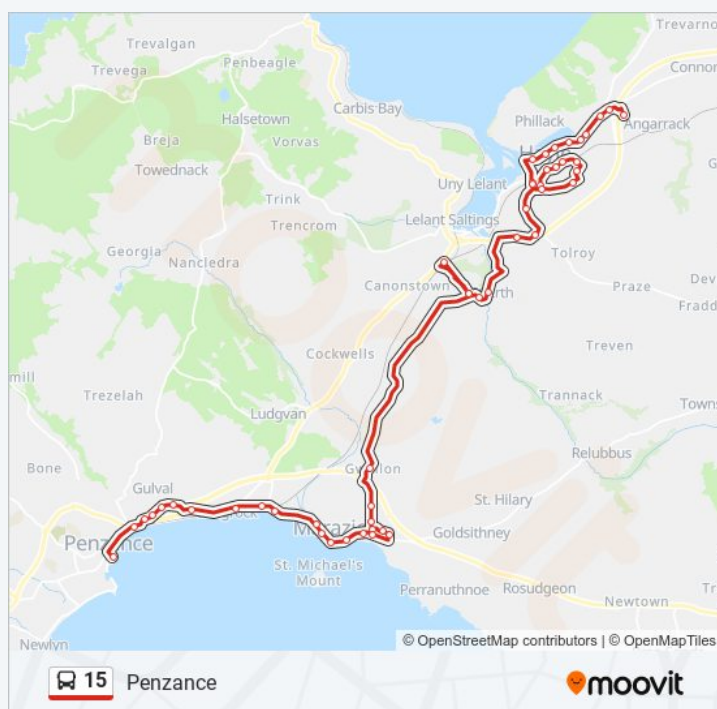 Trevarno
Trevalgan
Trevega
Penbeagle
Connor
Carbis Bay
Phillack
Angarrack
Halsetown
Breja
Vorvas
Towednack
Uny Lelant
Trink
Lelant Saltings
Trencrom
Georgia
Nancledra
Tolroy
Canonstown
Praze
Fradd
Cockwells
Treven
Trezelah
Trannack
Ludgvan
Towns
Relubbus
Bone
Gulval
St. Hilary
Penzance
Goldsithney
St. Michael's
Mount
Perranuthnoe
Rosudgeon
Newtown
Newlyn
© OpenStreetMap contributors | © OpenMapTiles
15 Penzance
moovit